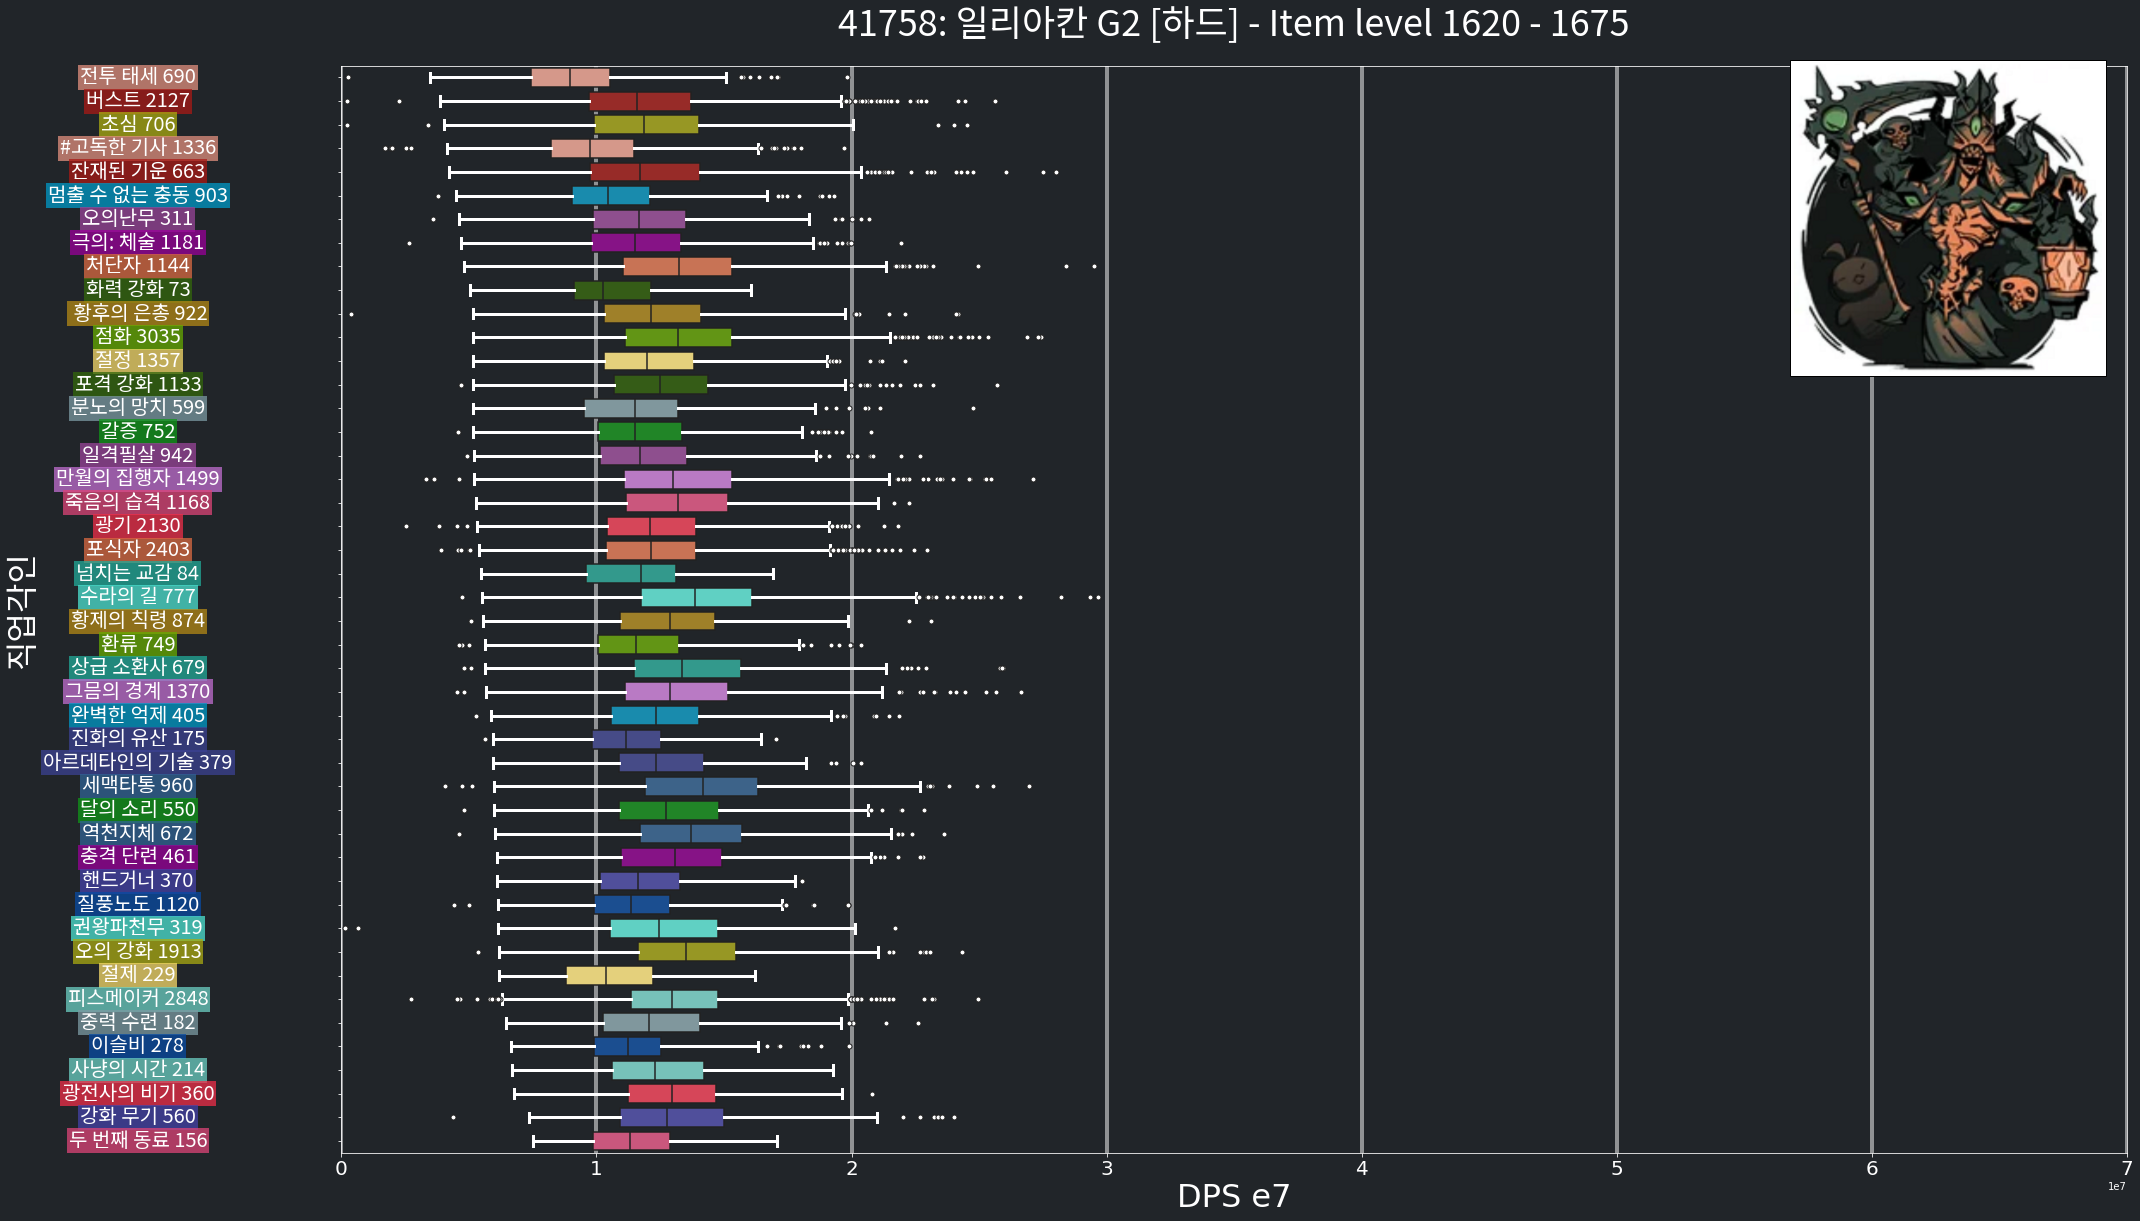 41758: 일리아칸 G2 [하드] - Item level 1620 - 1675
전투 태세 690
버스트 2127
초심 706
#고독한 기사 1336
잔재된 기운 663
멈출 수 없는 충동 903
오의난무 311
극의: 체술 1181
처단자 1144
화력 강화 73
황후의 은총 922
점화 3035
절정 1357
포격 강화 1133
분노의 망치 599
갈증 752
일격필살 942
만월의 집행자 1499
죽음의 습격 1168
광기 2130
포식자 2403
넘치는 교감 84
수라의 길 777
황제의 칙령 874
환류 749
상급 소환사 679
그믐의 경계 1370
완벽한 억제 405
진화의 유산 175
아르데타인의 기술 379
세맥타통 960
달의 소리 550
역천지체 672
충격 단련 461
핸드거너 370
질풍노도 1120
권왕파천무 319
오의 강화 1913
절제 229
피스메이커 2848
중력 수련 182
이슬비 278
사냥의 시간 214
광전사의 비기 360
강화 무기 560
두 번째 동료 156
직업각인
0 1 2 3 4 5 6 7
1e7
DPS e7